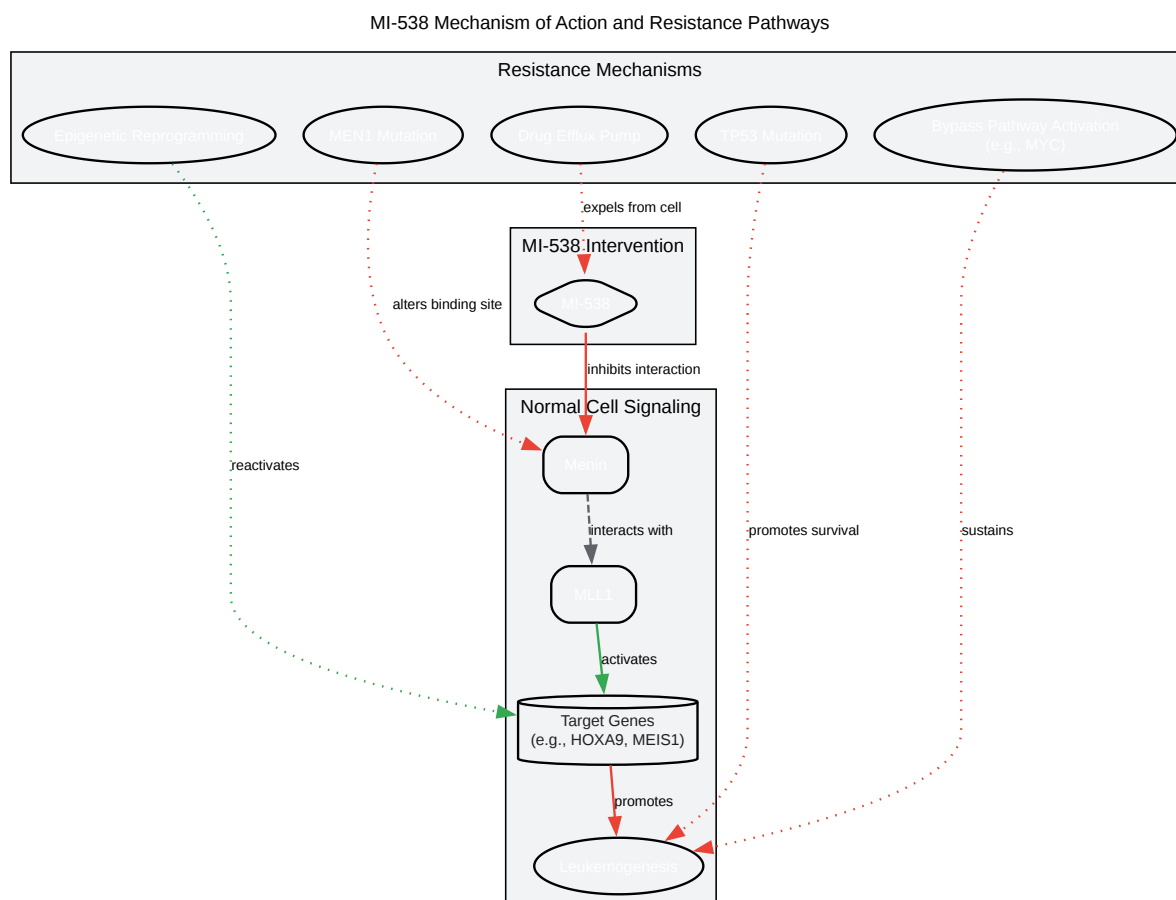 MI-538 Mechanism of Action and Resistance Pathways
Resistance Mechanisms
Epigenetic Reprogramming
MEN1 Mutation
Drug Efflux Pump
TP53 Mutation
Bypass Pathway Activation
(e.g., MYC)
expels from cell
MI-538 Intervention
MI-538
alters binding site
inhibits interaction
Normal Cell Signaling
Menin
reactivates
interacts with
promotes survival
sustains
MLL1
activates
Target Genes
(e.g., HOXA9, MEIS1)
promotes
Leukemogenesis